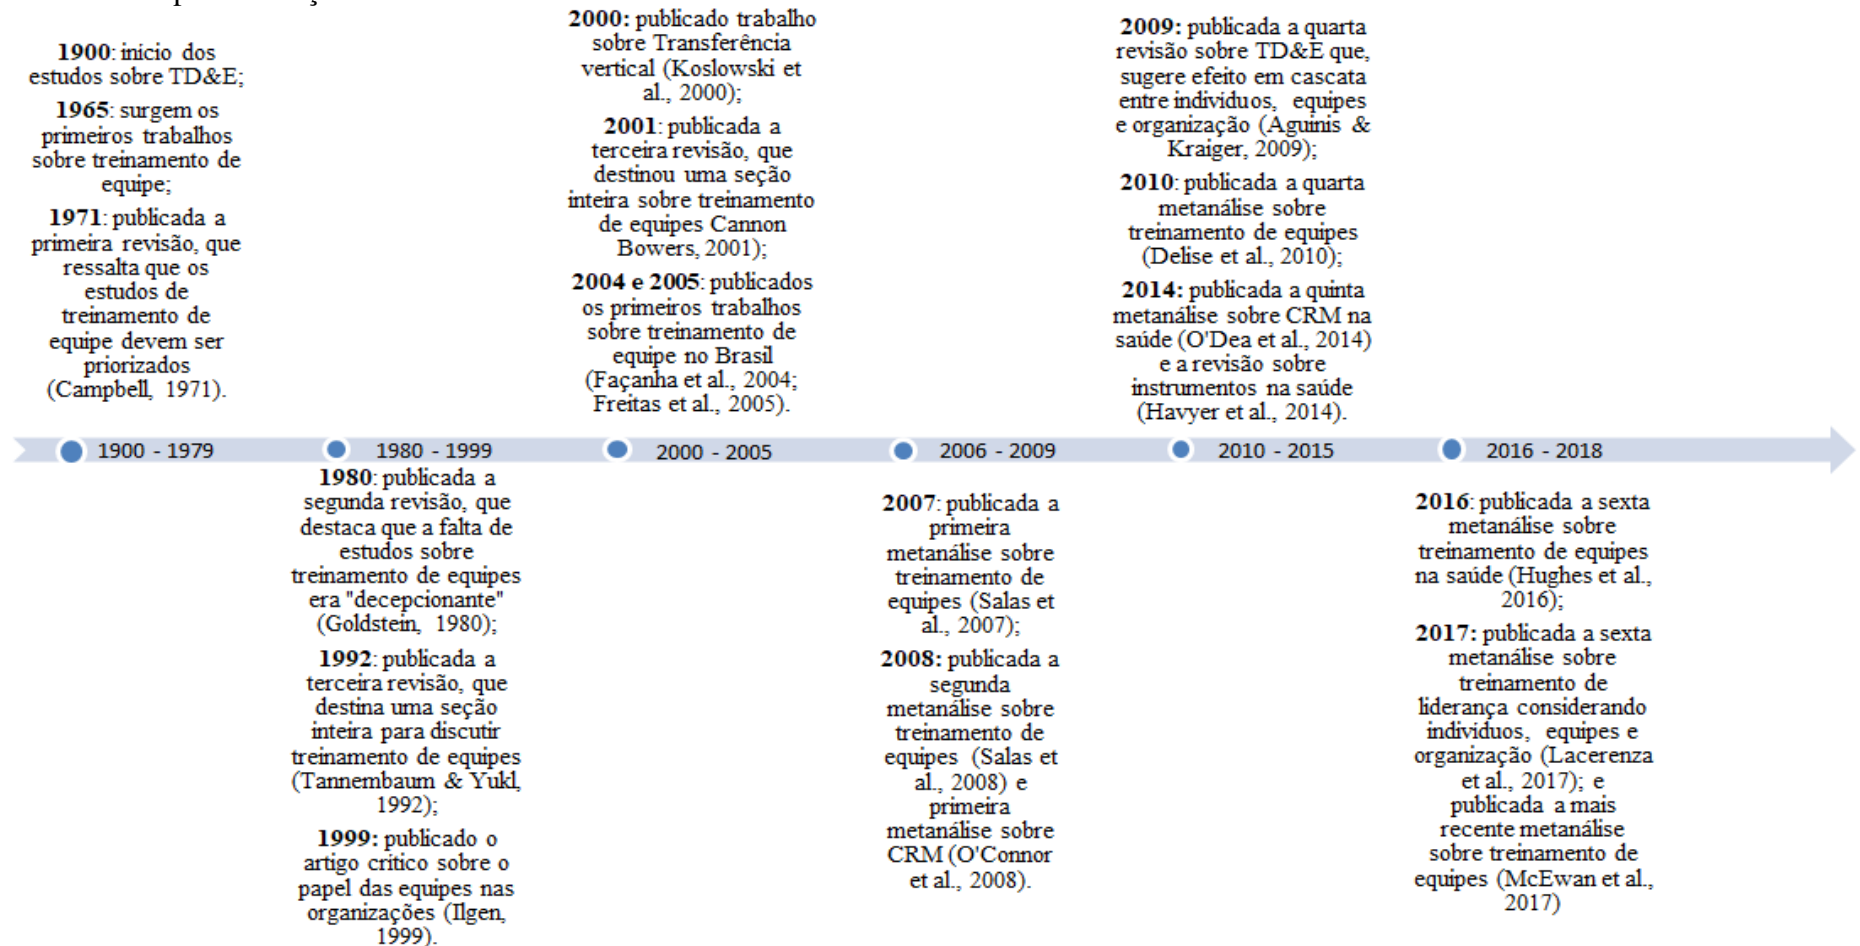 1900: inicio dos
estudos sobre TD&E;
1965: surgem os
primeiros trabalhos
sobre treinamento de
equipe;
1971: publicada a
primeira revisão, que
ressalta que os
estudos de
treinamento de
equipe devem ser
priorizados
(Campbell, 1971).
2000: publicado trabalho
sobre Transferência
vertical (Koslowski et
al., 2000);
2001: publicada a
terceira revisão, que
destinou uma seção
inteira sobre treinamento
de equipes Cannon
Bowers, 2001);
2004 e 2005: publicados
os primeiros trabalhos
sobre treinamento de
equipe no Brasil
(Façanha et al., 2004;
Freitas et al., 2005).
2009: publicada a quarta
revisão sobre TD&E que,
sugere efeito em cascata
entre individuos, equipes
e organização (Aguinis &
Kraiger, 2009);
2010: publicada a quarta
metanálise sobre
treinamento de equipes
(Delise et al., 2010);
2014: publicada a quinta
metanálise sobre CRM na
saúde (O'Dea et al., 2014)
e a revisão sobre
instrumentos na saúde
(Havyer et al., 2014).
1900 - 1979
1980 - 1999
2000 - 2005
2006 - 2009
2010 - 2015
2016 - 2018
1980: publicada a
segunda revisão, que
destaca que a falta de
estudos sobre
treinamento de equipes
era "decepcionante"
(Goldstein, 1980);
1992: publicada a
terceira revisão, que
destina uma seção
inteira para discutir
treinamento de equipes
(Tannembaum & Yukl,
1992);
1999: publicado o
artigo critico sobre o
papel das equipes nas
organizações (Ilgen,
1999).
2007: publicada a
primeira
metanálise sobre
treinamento de
equipes (Salas et
al., 2007);
2008: publicada a
segunda
metanálise sobre
treinamento de
equipes (Salas et
al., 2008) e
primeira
metanálise sobre
CRM (O'Connor
et al., 2008).
2016: publicada a sexta
metanálise sobre
treinamento de equipes
na saúde (Hughes et al.,
2016);
2017: publicada a sexta
metanálise sobre
treinamento de
liderança considerando
individuos, equipes e
organização (Lacerenza
et al., 2017); e
publicada a mais
recente metanálise
sobre treinamento de
equipes (McEwan et al.,
2017)